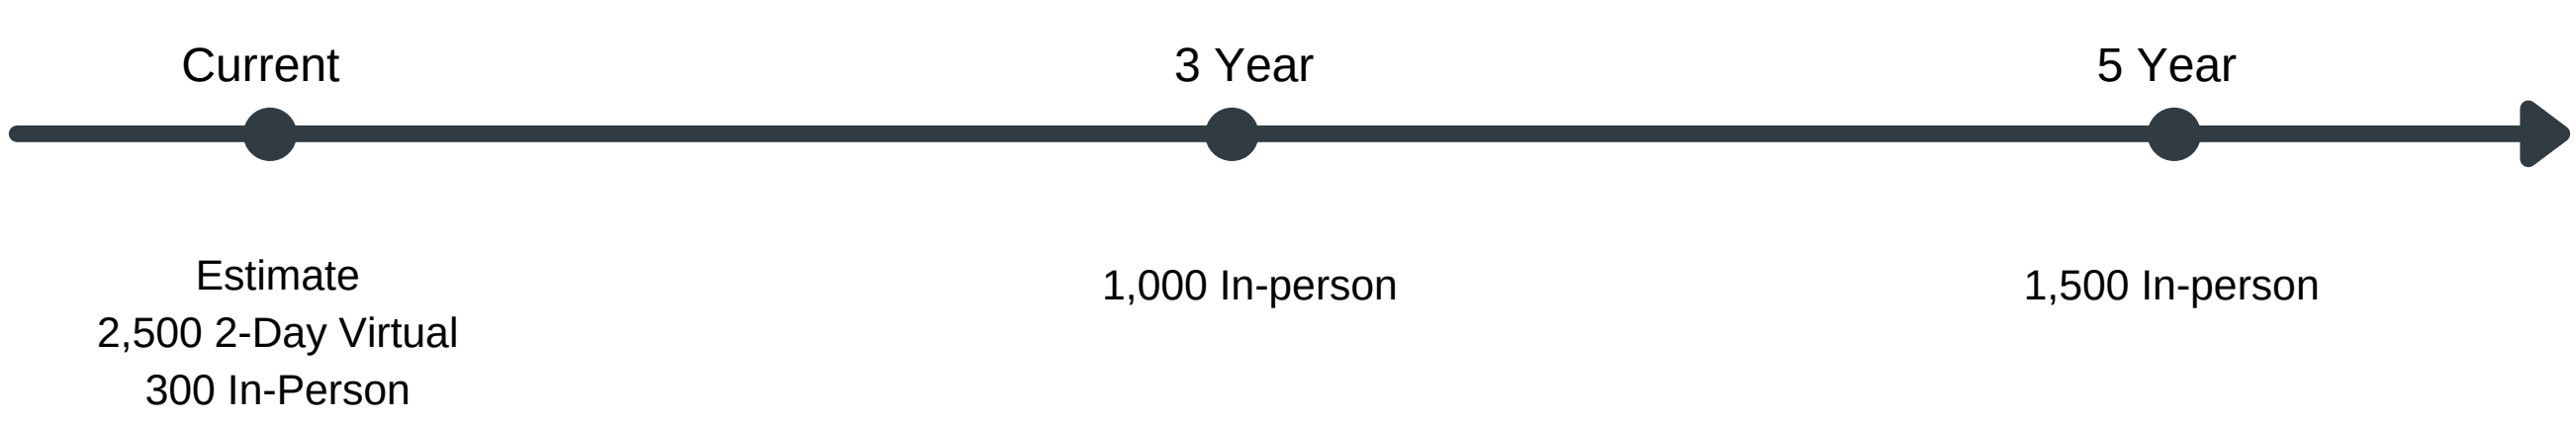 Current
3 Year
5 Year
Estimate
2,500 2-Day Virtual
300 In-Person
1,000 In-person
1,500 In-person